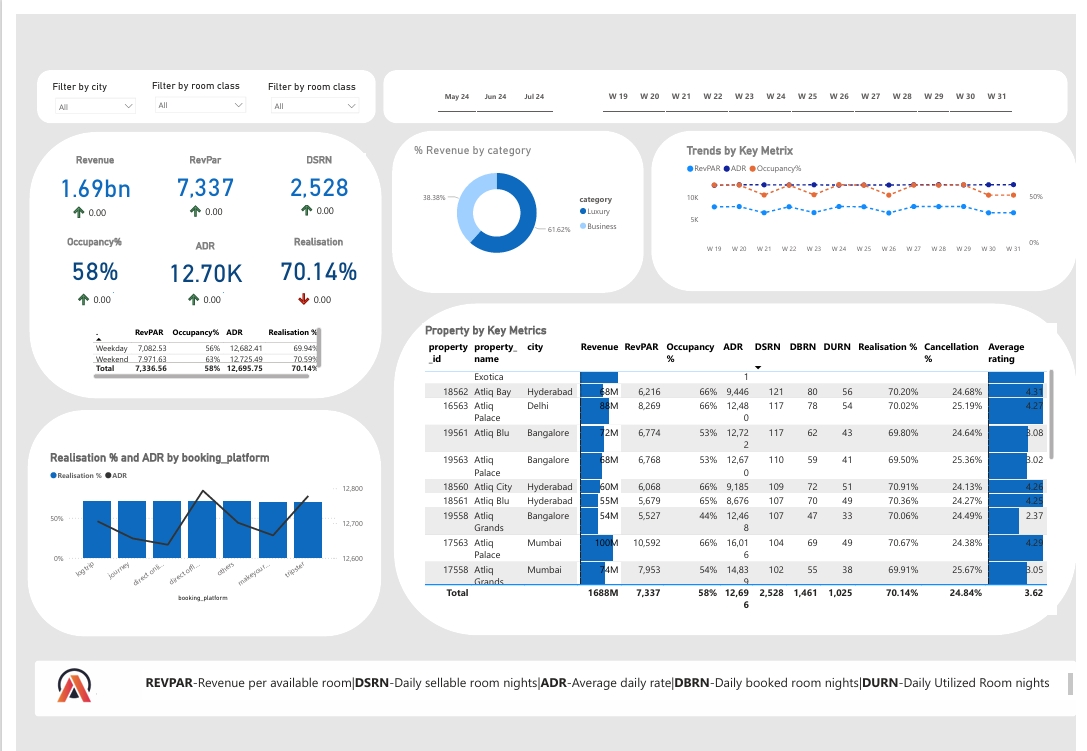 Filter by city
Filter by room class
Filter by room class
All
All
All
May 24 Jun 24 Jul 24
W 19 W 20 W 21 W 22 W 23 W 24 W 25 W 26 W 27 W 28 W 29 W 30 W 31
Revenue
RevPar
DSRN
1.69bn
7,337
2,528
0.00
0.00
0.00
Occupancy%
ADR
Realisation
58%
12.70K
70.14%
0.00
0.00
0.00
. RevPAR Occupancy% ADR Realisation %
Weekday 7,082.53 56% 12,682.41 69.94%
Weekend 7,971.63 63% 12,725.49 70.59%
Total 7,336.56 58% 12,695.75 70.14%
% Revenue by category
38.38%
61.62%
category
Luxury
Business
Trends by Key Metrix
RevPAR ADR Occupancy%
10K
5K
50%
0%
W 19 W 20 W 21 W 22 W 23 W 24 W 25 W 26 W 27 W 28 W 29 W 30 W 31
Realisation % and ADR by booking_platform
Realisation % ADR
50%
0%
12,800
12,700
12,600
logtrip journey direct onli... direct offl... others makeyour... tripster
booking_platform
Property by Key Metrics
property property_ city Revenue RevPAR Occupancy ADR DSRN DBRN DURN Realisation % Cancellation Average
_id name % % rating
Exotica 1
18562 Atliq Bay Hyderabad 68M 6,216 66% 9,446 121 80 56 70.20% 24.68% 4.31
16563 Atliq Delhi 88M 8,269 66% 12,48 117 78 54 70.02% 25.19% 4.27
Palace 0
19561 Atliq Blu Bangalore 72M 6,774 53% 12,72 117 62 43 69.80% 24.64% 3.08
2
19563 Atliq Bangalore 68M 6,768 53% 12,67 110 59 41 69.50% 25.36% 3.02
Palace 0
18560 Atliq City Hyderabad 60M 6,068 66% 9,185 109 72 51 70.91% 24.13% 4.26
18561 Atliq Blu Hyderabad 55M 5,679 65% 8,676 107 70 49 70.36% 24.27% 4.25
19558 Atliq Bangalore 54M 5,527 44% 12,46 107 47 33 70.06% 24.49% 2.37
Grands 8
17563 Atliq Mumbai 100M 10,592 66% 16,01 104 69 49 70.67% 24.38% 4.29
Palace 6
17558 Atliq Mumbai 74M 7,953 54% 14,83 102 55 38 69.91% 25.67% 3.05
Grands 9
Total 1688M 7,337 58% 12,69 2,528 1,461 1,025 70.14% 24.84% 3.62
6
REVPAR-Revenue per available room|DSRN-Daily sellable room nights|ADR-Average daily rate|DBRN-Daily booked room nights|DURN-Daily Utilized Room nights